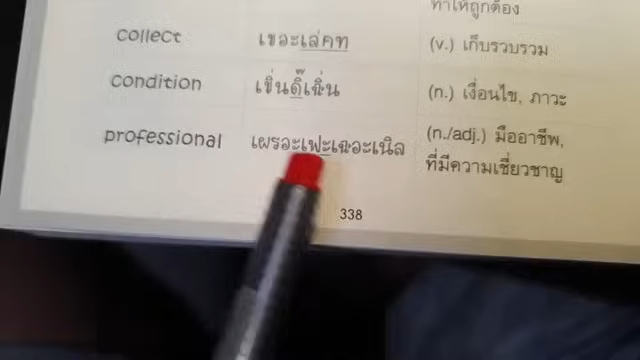 ทำให้ถูกต้อง
collect เขอะเล่คท (v.) เก็บรวบรวม
condition เขิ่นดิ๊เฉิ่น (n.) เงื่อนไข, ภาวะ
professional เผรอะเฟะเฉอะเนิล (n./adj.) มืออาชีพ,
ที่มีความเชี่ยวชาญ
338